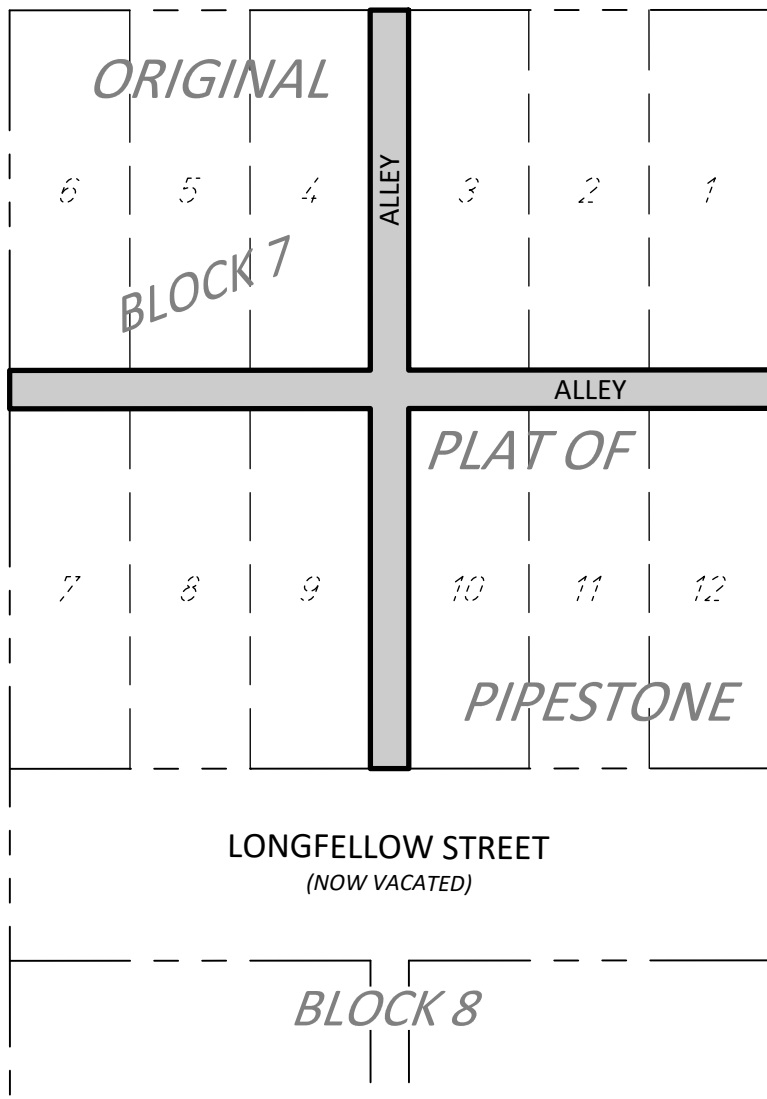 ORIGINAL
ALLEY
6 5 4 3 2 1
BLOCK 7
ALLEY
PLAT OF
7 8 9 10 11 12
PIPESTONE
LONGFELLOW STREET
(NOW VACATED)
BLOCK 8